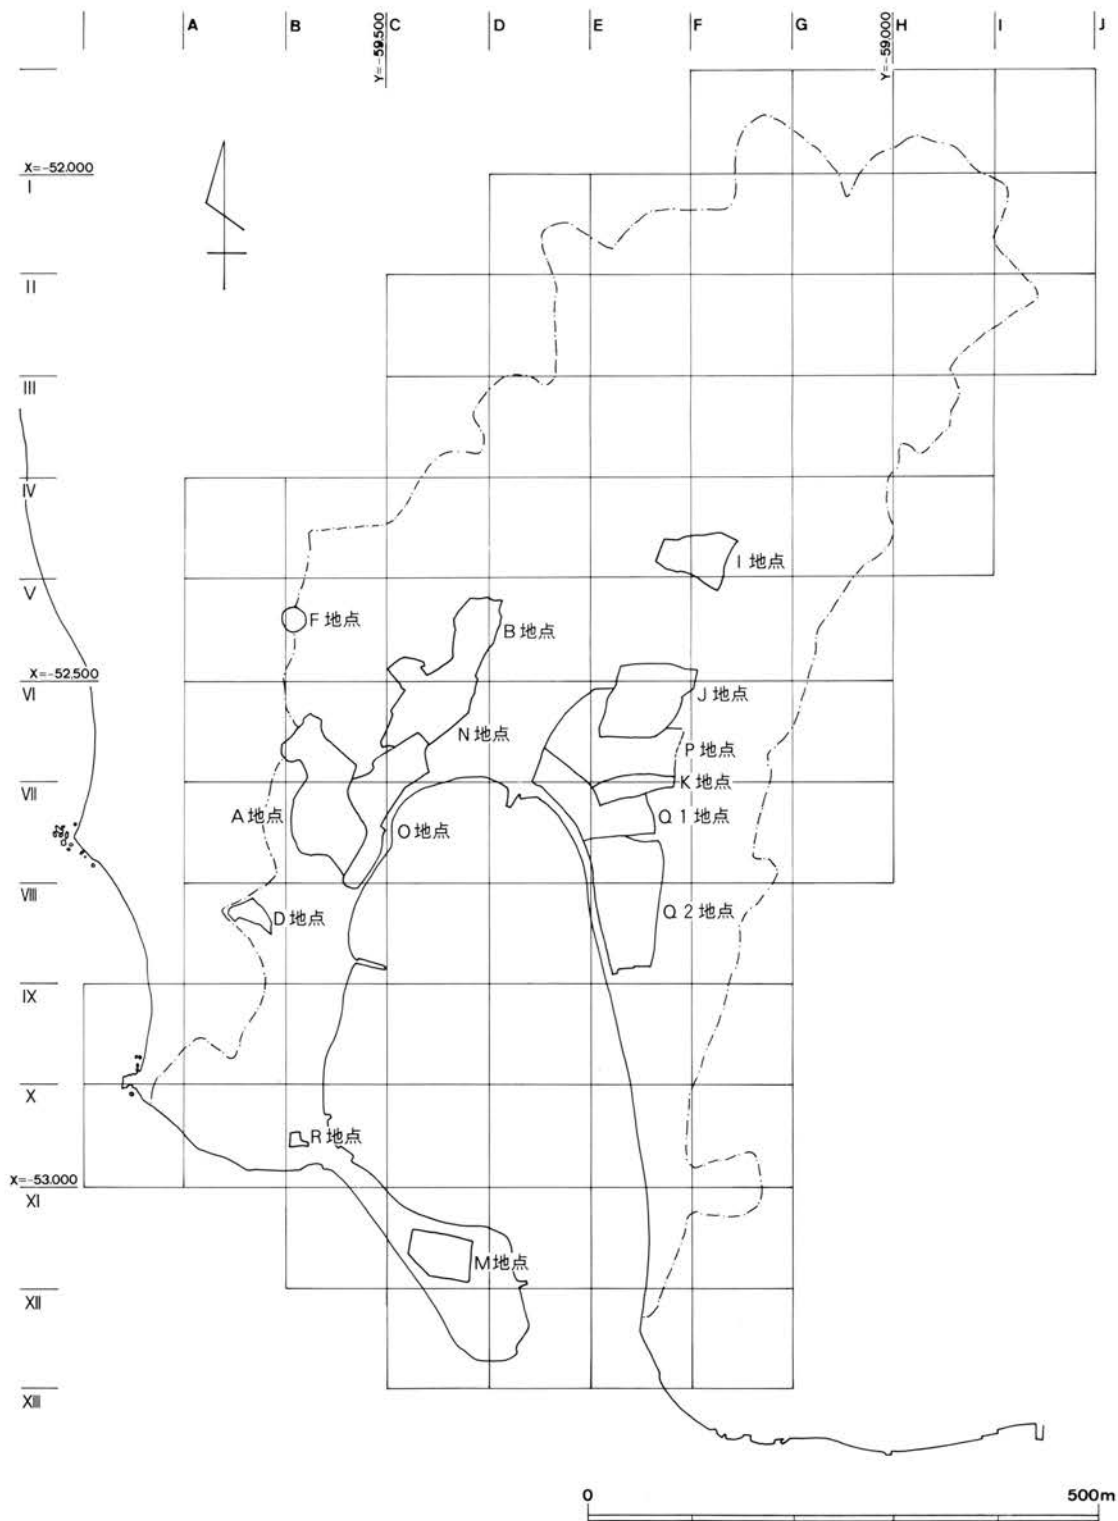 A B C D E F G H I J
Y=-59.500
Y=-59.000
X=-52.000
I
II
III
IV
I 地点
V
F 地点
B 地点
X=-52.500
VI
J 地点
N 地点
P 地点
K 地点
VII
A 地点
O 地点
Q 1 地点
VIII
D 地点
Q 2 地点
IX
X
R 地点
X=-53.000
XI
M 地点
XII
XIII
0 500m